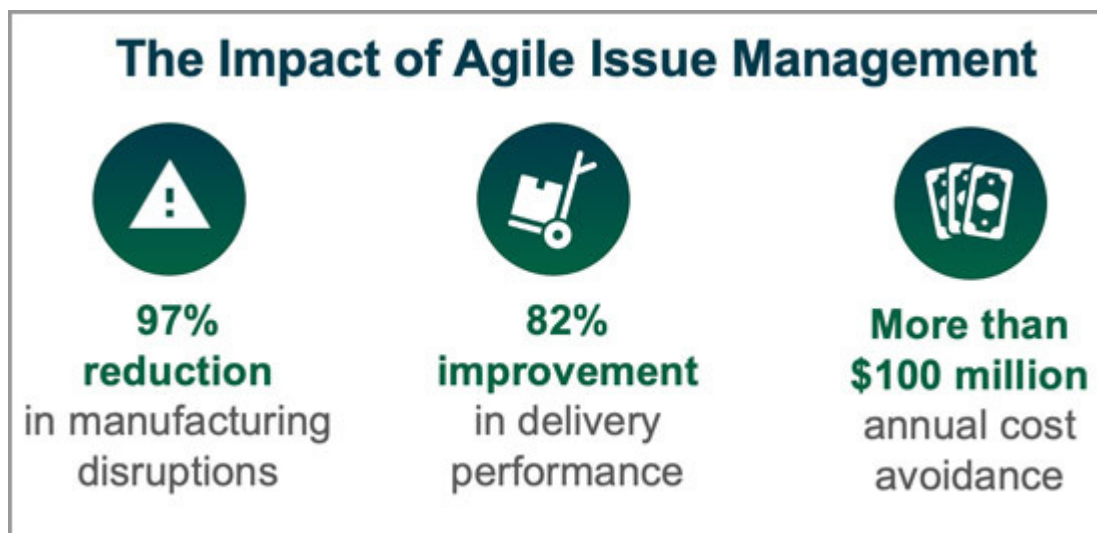 The Impact of Agile Issue Management
97%
reduction
in manufacturing
disruptions
82%
improvement
in delivery
performance
More than
$100 million
annual cost
avoidance